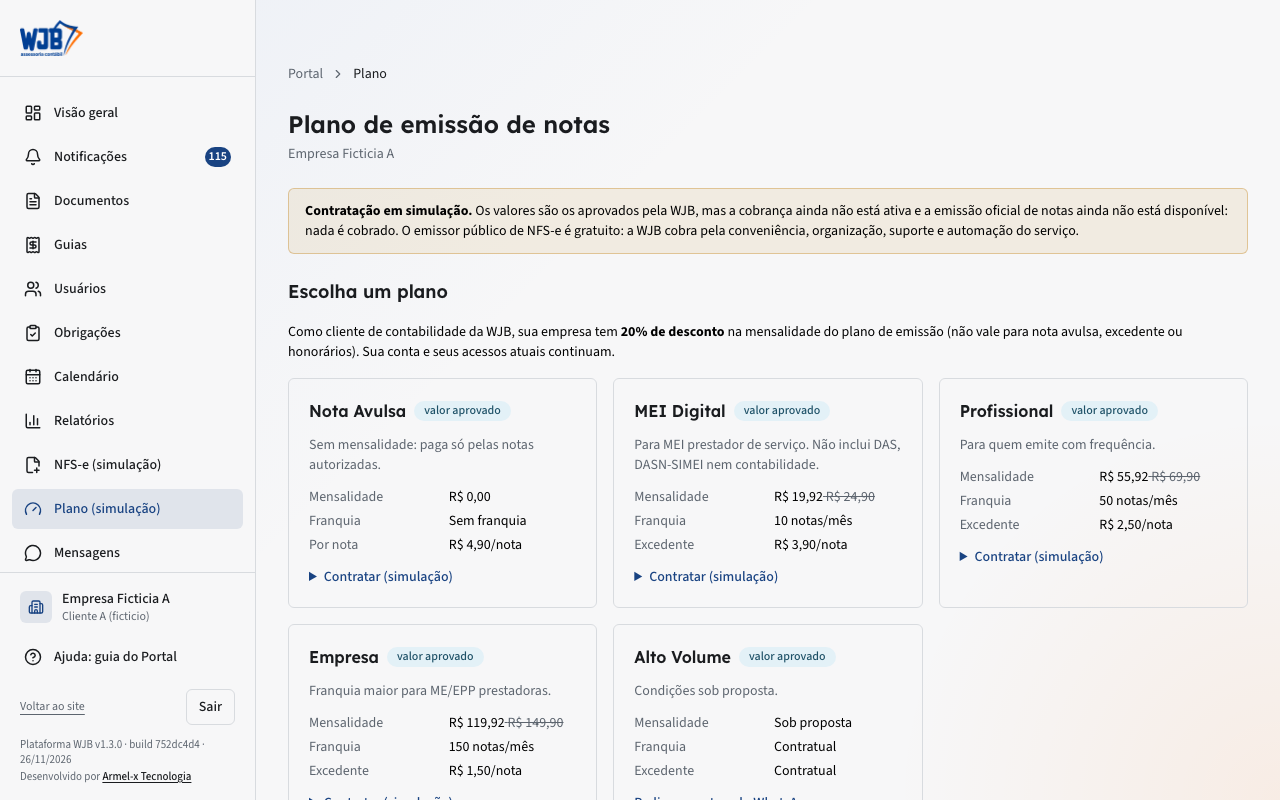 WJB
assessoria contábil
Visão geral
Notificações 115
Documentos
Guias
Usuários
Obrigações
Calendário
Relatórios
NFS-e (simulação)
Plano (simulação)
Mensagens
Empresa Ficticia A
Cliente A (ficticio)
Ajuda: guia do Portal
Voltar ao site
Sair
Plataforma WJB v1.3.0 · build 752dc4d4 ·
26/11/2026
Desenvolvido por Armel-x Tecnologia
Portal > Plano
Plano de emissão de notas
Empresa Ficticia A
Contratação em simulação. Os valores são os aprovados pela WJB, mas a cobrança ainda não está ativa e a emissão oficial de notas ainda não está disponível:
nada é cobrado. O emissor público de NFS-e é gratuito: a WJB cobra pela conveniência, organização, suporte e automação do serviço.
Escolha um plano
Como cliente de contabilidade da WJB, sua empresa tem 20% de desconto na mensalidade do plano de emissão (não vale para nota avulsa, excedente ou
honorários). Sua conta e seus acessos atuais continuam.
Nota Avulsa valor aprovado
Sem mensalidade: paga só pelas notas
autorizadas.
Mensalidade R$ 0,00
Franquia Sem franquia
Por nota R$ 4,90/nota
Contratar (simulação)
MEI Digital valor aprovado
Para MEI prestador de serviço. Não inclui DAS,
DASN-SIMEI nem contabilidade.
Mensalidade R$ 19,92 R$ 24,90
Franquia 10 notas/mês
Excedente R$ 3,90/nota
Contratar (simulação)
Profissional valor aprovado
Para quem emite com frequência.
Mensalidade R$ 55,92 R$ 69,90
Franquia 50 notas/mês
Excedente R$ 2,50/nota
Contratar (simulação)
Empresa valor aprovado
Franquia maior para ME/EPP prestadoras.
Mensalidade R$ 119,92 R$ 149,90
Franquia 150 notas/mês
Excedente R$ 1,50/nota
Alto Volume valor aprovado
Condições sob proposta.
Mensalidade Sob proposta
Franquia Contratual
Excedente Contratual